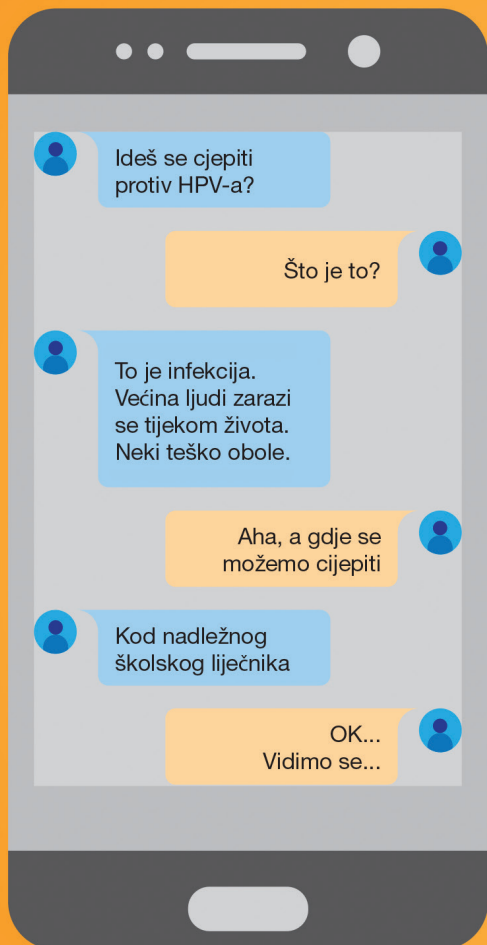 Ideš se cjepiti
protiv HPV-a?
Što je to?
To je infekcija.
Većina ljudi zarazi
se tijekom života.
Neki teško obole.
Aha, a gdje se
možemo cijepiti
Kod nadležnog
školskog liječnika
OK...
Vidimo se...